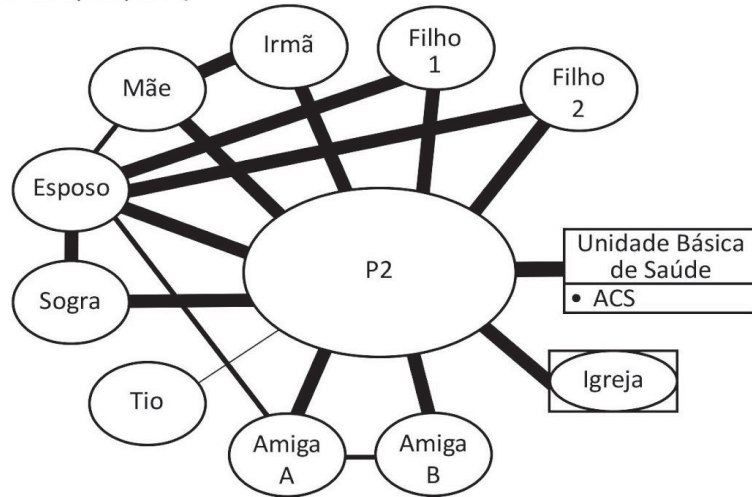 Irmã
Filho
1
Filho
2
Mãe
Esposo
P2
Unidade Básica
de Saúde
• ACS
Sogra
Igreja
Tio
Amiga
A
Amiga
B